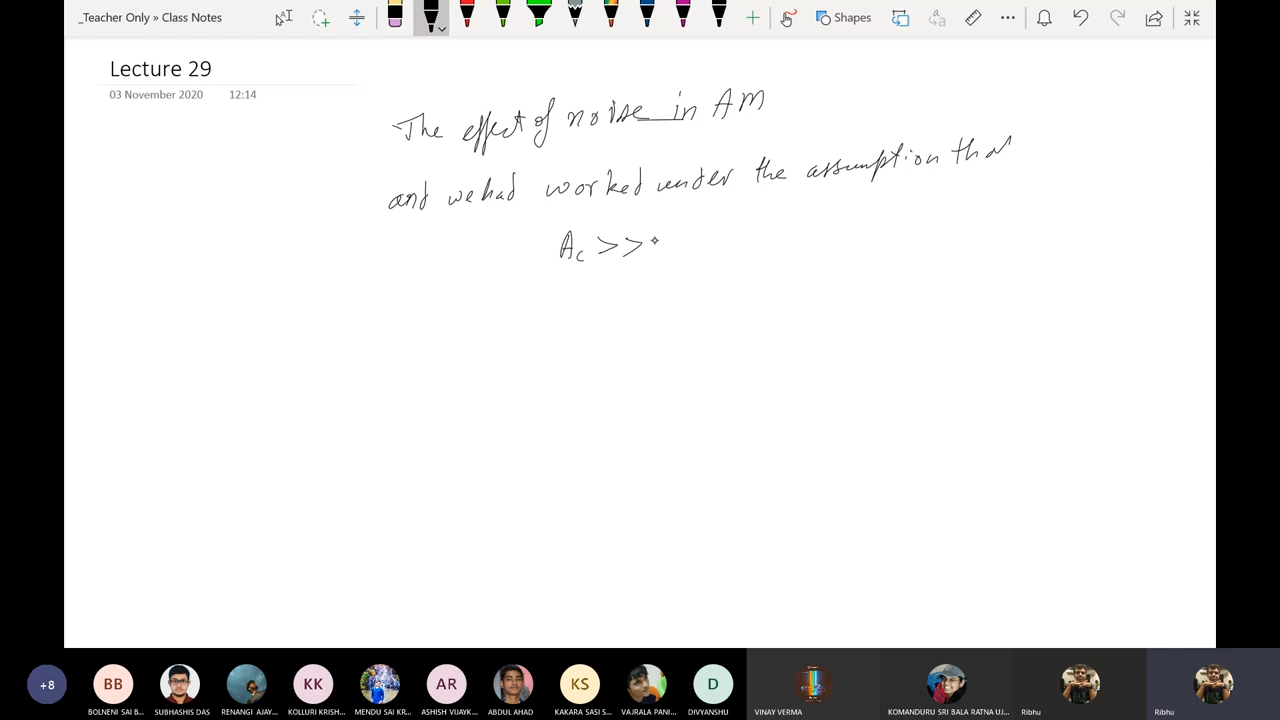 _Teacher Only » Class Notes
Shapes
Lecture 29
03 November 2020 12:14
The effect of noise in AM
and we had worked under the assumption that
Ac >>
+8 BB KK AR KS D
BOLNENI SAI B... SUBHASHIS DAS RENANGI AJAY... KOLLURI KRISH... MENDU SAI KR... ASHISH VIJAYK... ABDUL AHAD KAKARA SASI S... VAJRALA PANI... DIVYANSHU VINAY VERMA KOMANDURU SRI BALA RATNA UJ... Ribhu Ribhu